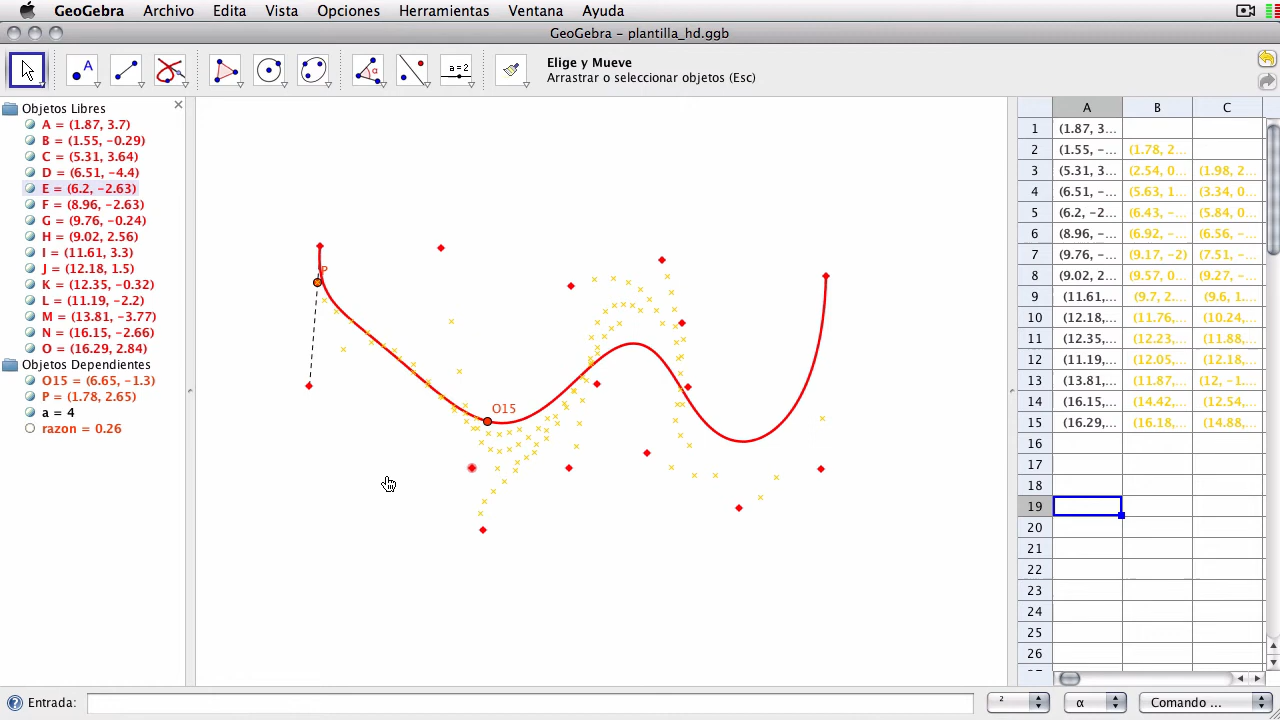 GeoGebra Archivo Edita Vista Opciones Herramientas Ventana Ayuda
GeoGebra – plantilla_hd.ggb
A α a=2
Elige y Mueve
Arrastrar o seleccionar objetos (Esc)
Objetos Libres
A = (1.87, 3.7)
B = (1.55, −0.29)
C = (5.31, 3.64)
D = (6.51, −4.4)
E = (6.2, −2.63)
F = (8.96, −2.63)
G = (9.76, −0.24)
H = (9.02, 2.56)
I = (11.61, 3.3)
J = (12.18, 1.5)
K = (12.35, −0.32)
L = (11.19, −2.2)
M = (13.81, −3.77)
N = (16.15, −2.66)
O = (16.29, 2.84)
Objetos Dependientes
O15 = (6.65, −1.3)
P = (1.78, 2.65)
a = 4
razon = 0.26
P
O15
A B C
1 (1.87, 3...
2 (1.55, −... (1.78, 2...
3 (5.31, 3... (2.54, 0... (1.98, 2...
4 (6.51, −... (5.63, 1... (3.34, 0...
5 (6.2, −2... (6.43, −... (5.84, 0...
6 (8.96, −... (6.92, −... (6.56, −...
7 (9.76, −... (9.17, −2) (7.51, −...
8 (9.02, 2... (9.57, 0... (9.27, −...
9 (11.61,... (9.7, 2... (9.6, 1....
10 (12.18,... (11.76,... (10.24,...
11 (12.35,... (12.23,... (11.88,...
12 (11.19,... (12.05,... (12.18,...
13 (13.81,... (11.87,... (12, −1...
14 (16.15,... (14.42,... (12.54,...
15 (16.29,... (16.18,... (14.88,...
16
17
18
19
20
21
22
23
24
25
26
Entrada: ² α Comando ...